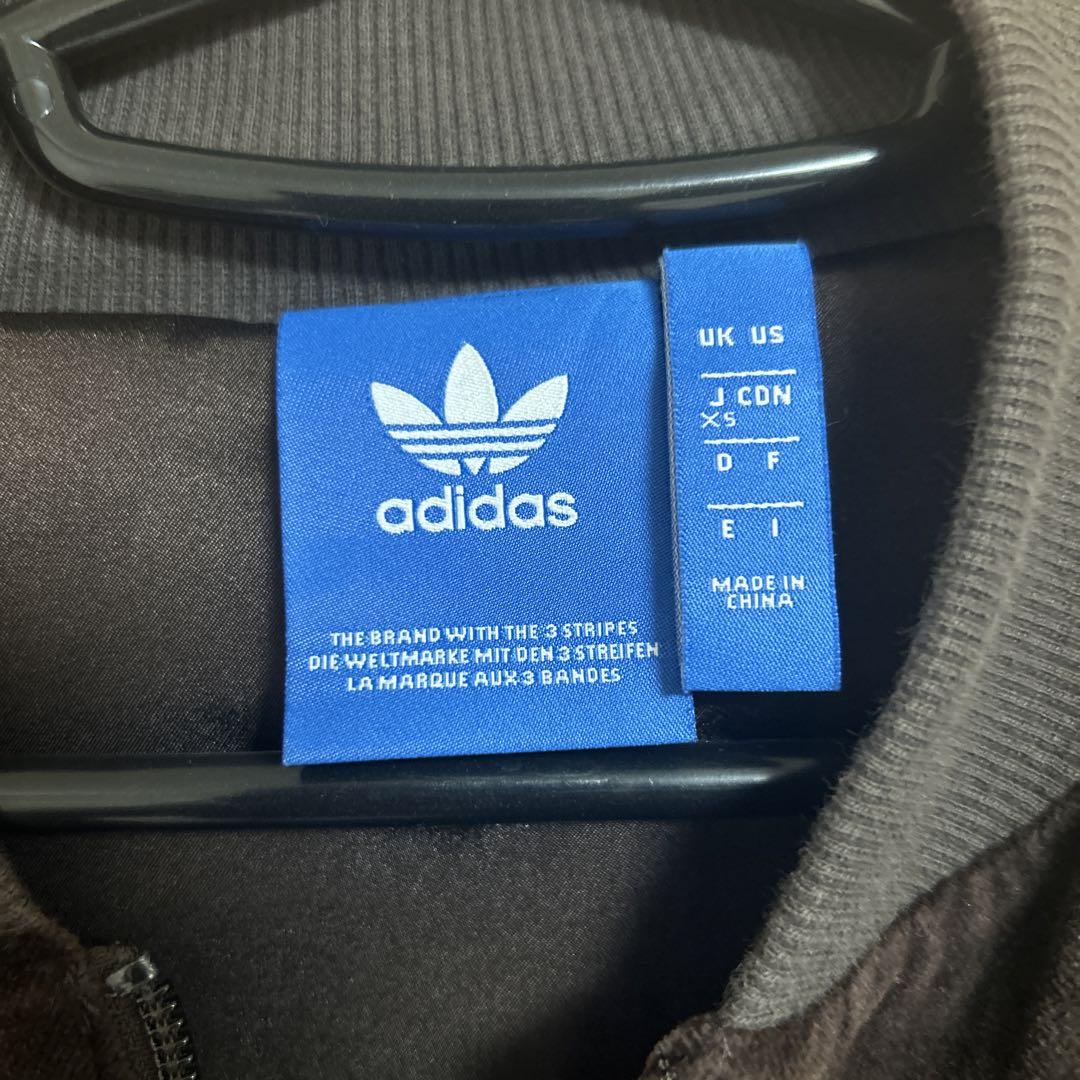 adidas
THE BRAND WITH THE 3 STRIPES
DIE WELTMARKE MIT DEN 3 STREIFEN
LA MARQUE AUX 3 BANDES
UK US
J CDN
XS
D F
E I
MADE IN
CHINA